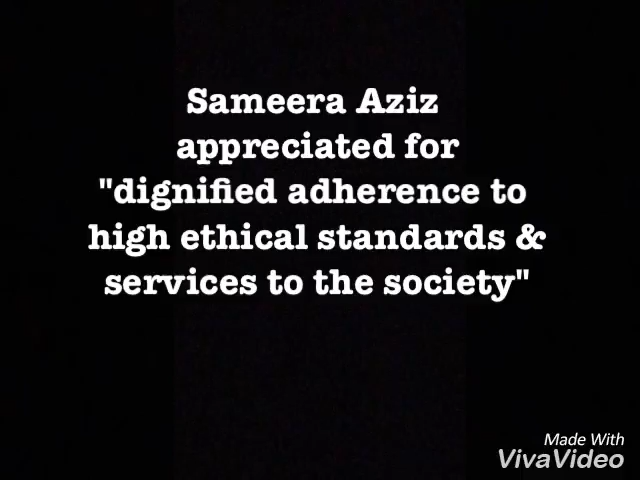 Sameera Aziz
appreciated for
"dignified adherence to
high ethical standards &
services to the society"
Made With
VivaVideo